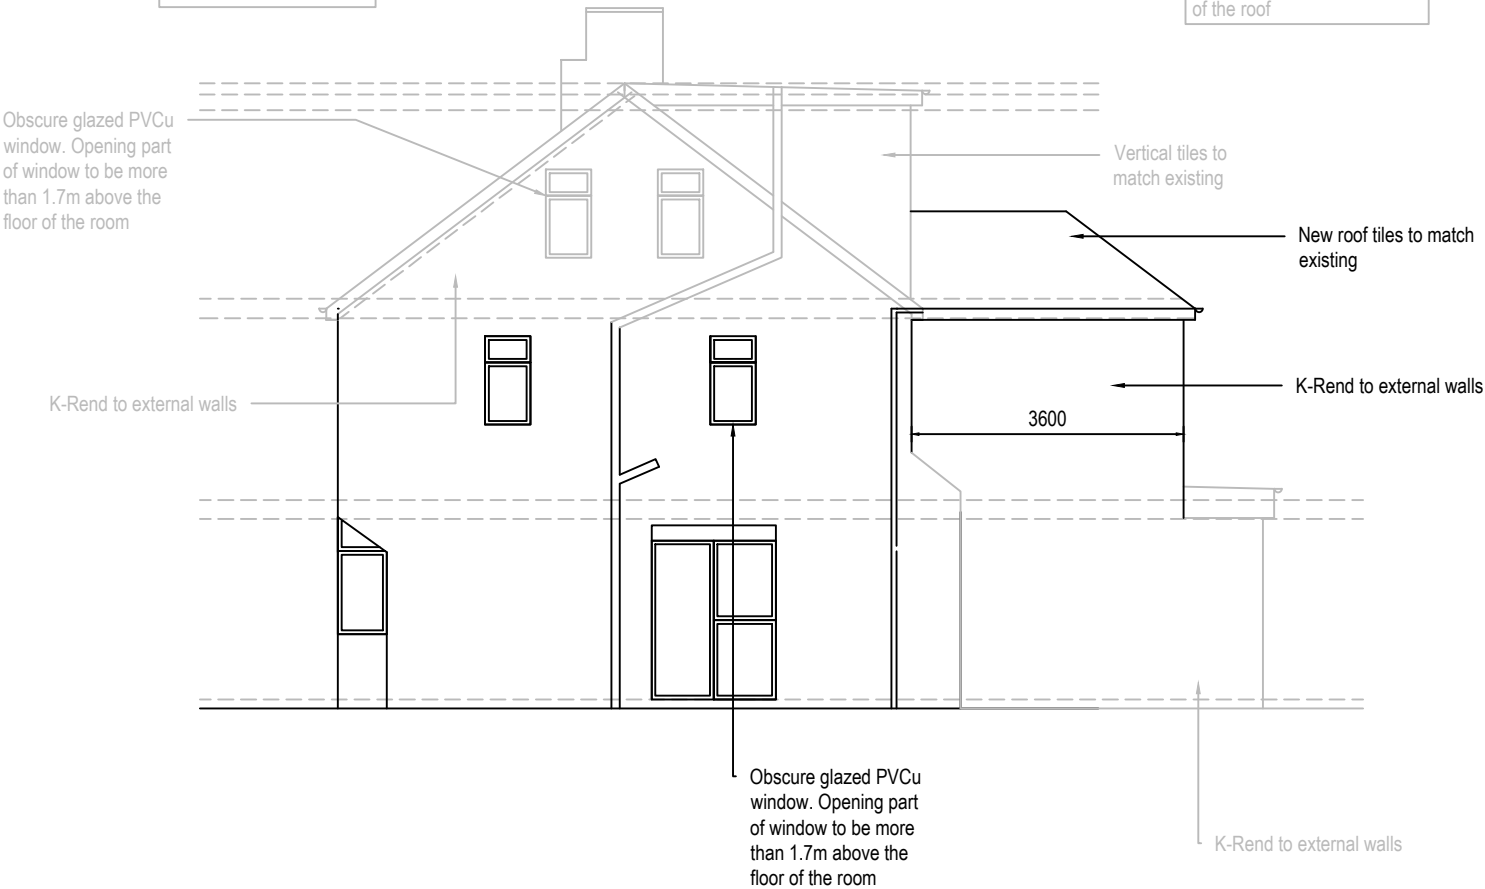 of the roof
Obscure glazed PVCu
window. Opening part
of window to be more
than 1.7m above the
floor of the room
Vertical tiles to
match existing
New roof tiles to match
existing
K-Rend to external walls
K-Rend to external walls
3600
Obscure glazed PVCu
window. Opening part
of window to be more
than 1.7m above the
floor of the room
K-Rend to external walls